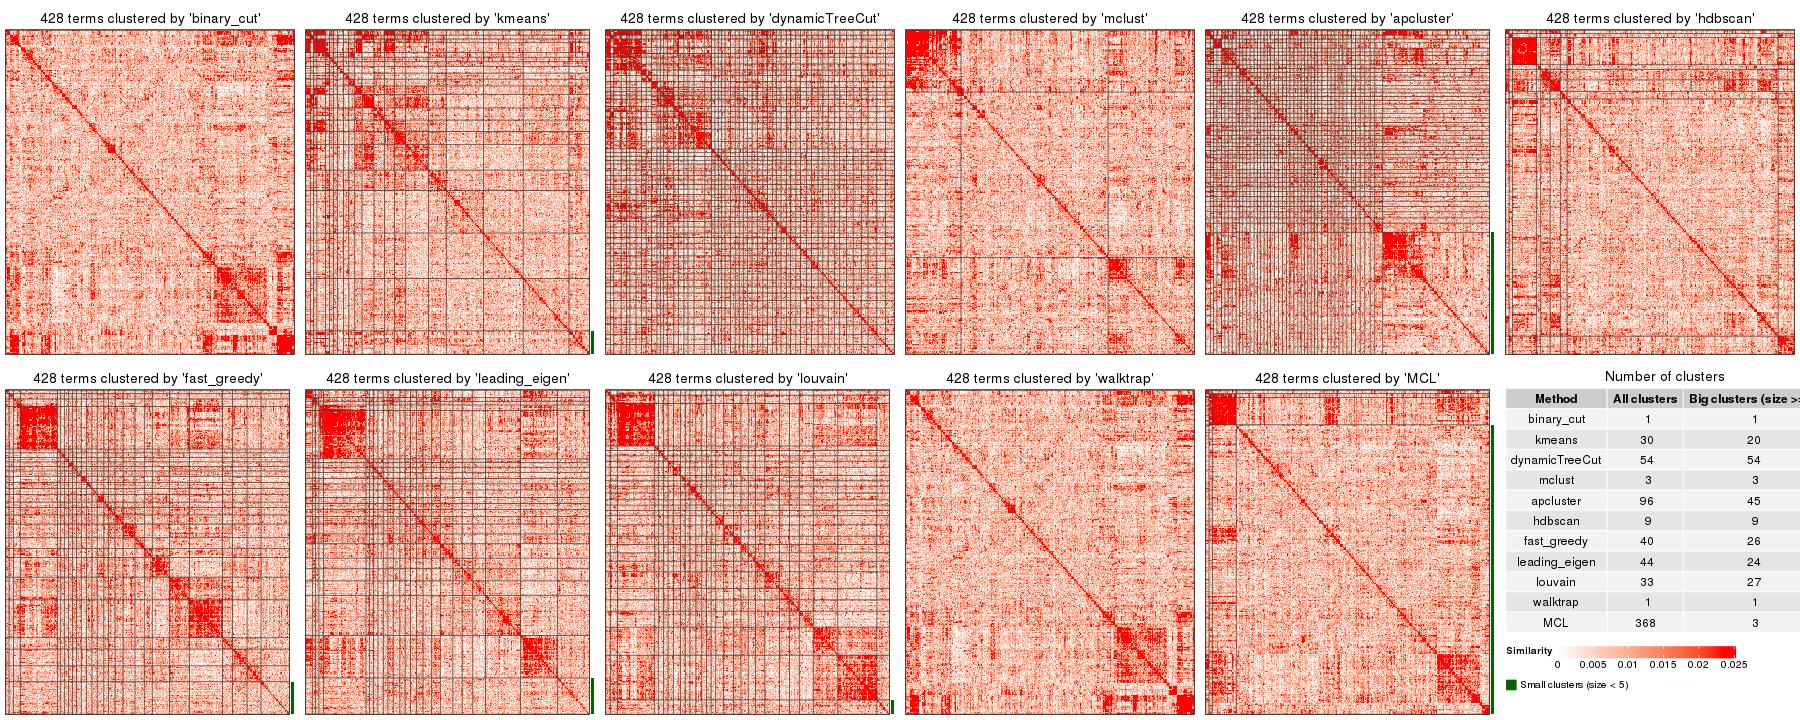 428 terms clustered by 'binary_cut'
428 terms clustered by 'kmeans'
428 terms clustered by 'dynamicTreeCut'
428 terms clustered by 'mclust'
428 terms clustered by 'apcluster'
428 terms clustered by 'hdbscan'
428 terms clustered by 'fast_greedy'
428 terms clustered by 'leading_eigen'
428 terms clustered by 'louvain'
428 terms clustered by 'walktrap'
428 terms clustered by 'MCL'
Number of clusters
Method All clusters Big clusters (size >=
binary_cut 1 1
kmeans 30 20
dynamicTreeCut 54 54
mclust 3 3
apcluster 96 45
hdbscan 9 9
fast_greedy 40 26
leading_eigen 44 24
louvain 33 27
walktrap 1 1
MCL 368 3
Similarity
0 0.005 0.01 0.015 0.02 0.025
Small clusters (size < 5)